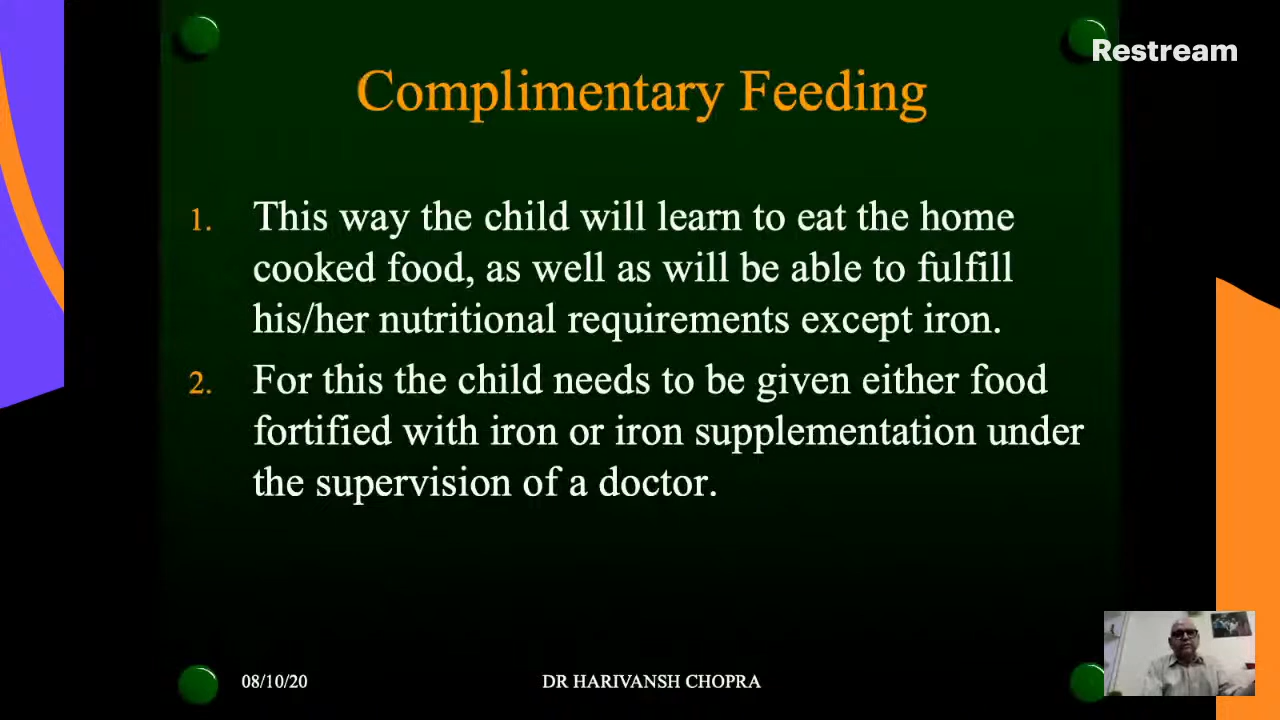 Restream
Complimentary Feeding
1. This way the child will learn to eat the home
cooked food, as well as will be able to fulfill
his/her nutritional requirements except iron.
2. For this the child needs to be given either food
fortified with iron or iron supplementation under
the supervision of a doctor.
08/10/20
DR HARIVANSH CHOPRA